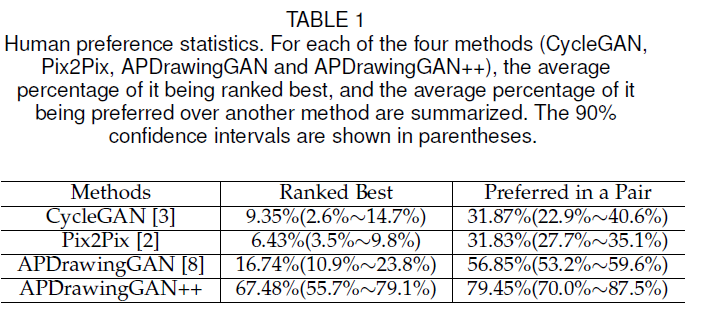 TABLE 1
Human preference statistics. For each of the four methods (CycleGAN,
Pix2Pix, APDrawingGAN and APDrawingGAN++), the average
percentage of it being ranked best, and the average percentage of it
being preferred over another method are summarized. The 90%
confidence intervals are shown in parentheses.
Methods Ranked Best Preferred in a Pair
CycleGAN [3] 9.35%(2.6%∼14.7%) 31.87%(22.9%∼40.6%)
Pix2Pix [2] 6.43%(3.5%∼9.8%) 31.83%(27.7%∼35.1%)
APDrawingGAN [8] 16.74%(10.9%∼23.8%) 56.85%(53.2%∼59.6%)
APDrawingGAN++ 67.48%(55.7%∼79.1%) 79.45%(70.0%∼87.5%)